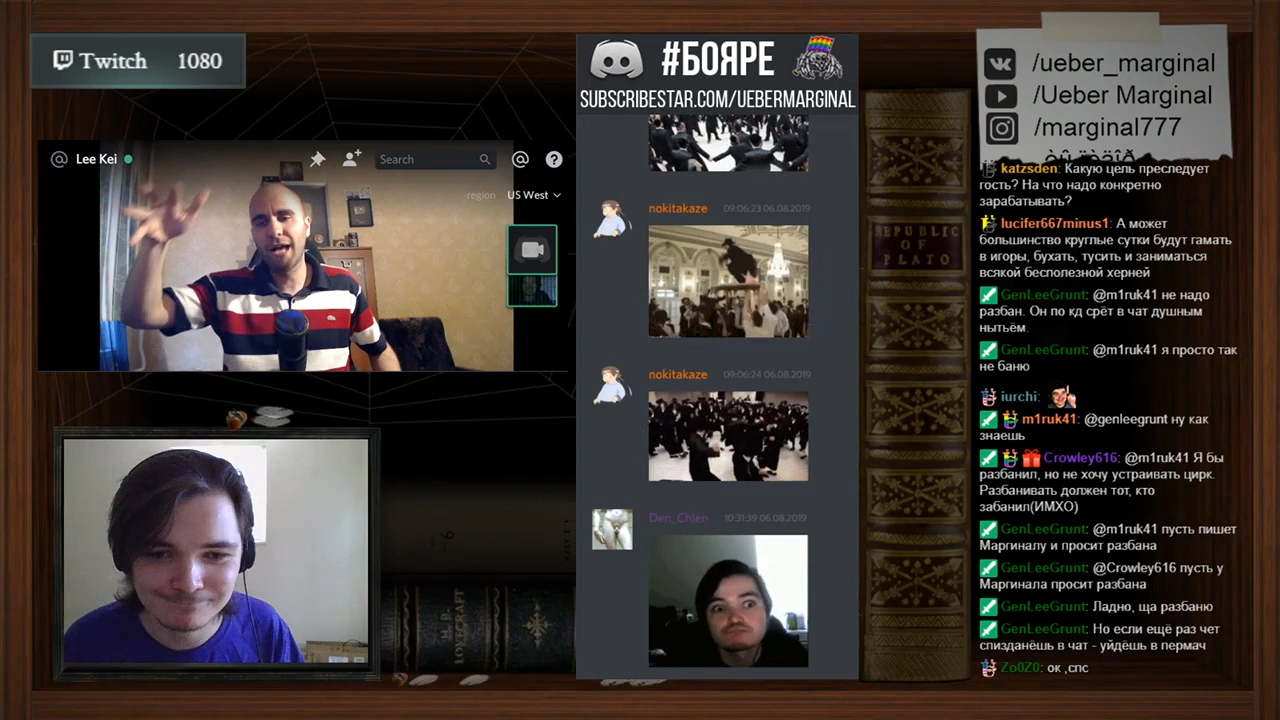 Twitch 1080
Lee Kei
Search
region US West
#БОЯРЕ
SUBSCRIBESTAR.COM/UEBERMARGINAL
nokitakaze 09:06:23 06.08.2019
nokitakaze 09:06:24 06.08.2019
Den_Chlen 10:31:39 06.08.2019
H. P. LOVECRAFT
REPUBLIC
OF
PLATO
/ueber_marginal
/Ueber Marginal
/marginal777
katzsden: Какую цель преследует
гость? На что надо конкретно
зарабатывать?
lucifer667minus1: А может
большинство круглые сутки будут гамать
в игоры, бухать, тусить и заниматься
всякой бесполезной херней
GenLeeGrunt: @m1ruk41 не надо
разбан. Он по кд срёт в чат душным
нытьём.
GenLeeGrunt: @m1ruk41 я просто так
не баню
iurchi:
m1ruk41: @genleegrunt ну как
знаешь
Crowley616: @m1ruk41 Я бы
разбанил, но не хочу устраивать цирк.
Разбанивать должен тот, кто
забанил(ИМХО)
GenLeeGrunt: @m1ruk41 пусть пишет
Маргиналу и просит разбана
GenLeeGrunt: @Crowley616 пусть у
Маргинала просит разбана
GenLeeGrunt: Ладно, ща разбаню
GenLeeGrunt: Но если ещё раз чет
спизданёшь в чат - уйдёшь в пермач
Zo0Z0: ок ,спс